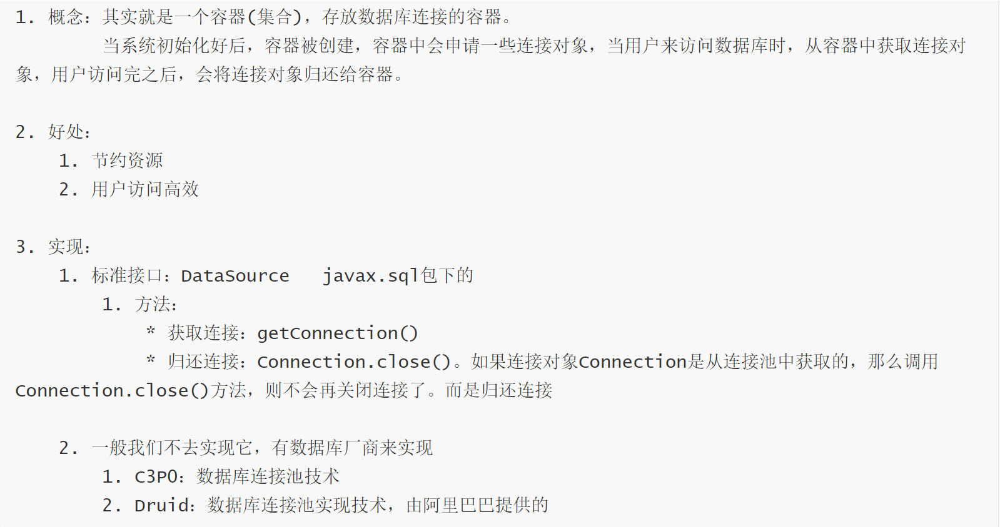 1. 概念：其实就是一个容器(集合)，存放数据库连接的容器。
当系统初始化好后，容器被创建，容器中会申请一些连接对象，当用户来访问数据库时，从容器中获取连接对
象，用户访问完之后，会将连接对象归还给容器。
2. 好处：
1. 节约资源
2. 用户访问高效
3. 实现：
1. 标准接口：DataSource   javax.sql包下的
1. 方法：
* 获取连接：getConnection()
* 归还连接：Connection.close()。如果连接对象Connection是从连接池中获取的，那么调用
Connection.close()方法，则不会再关闭连接了。而是归还连接
2. 一般我们不去实现它，有数据库厂商来实现
1. C3P0：数据库连接池技术
2. Druid：数据库连接池实现技术，由阿里巴巴提供的